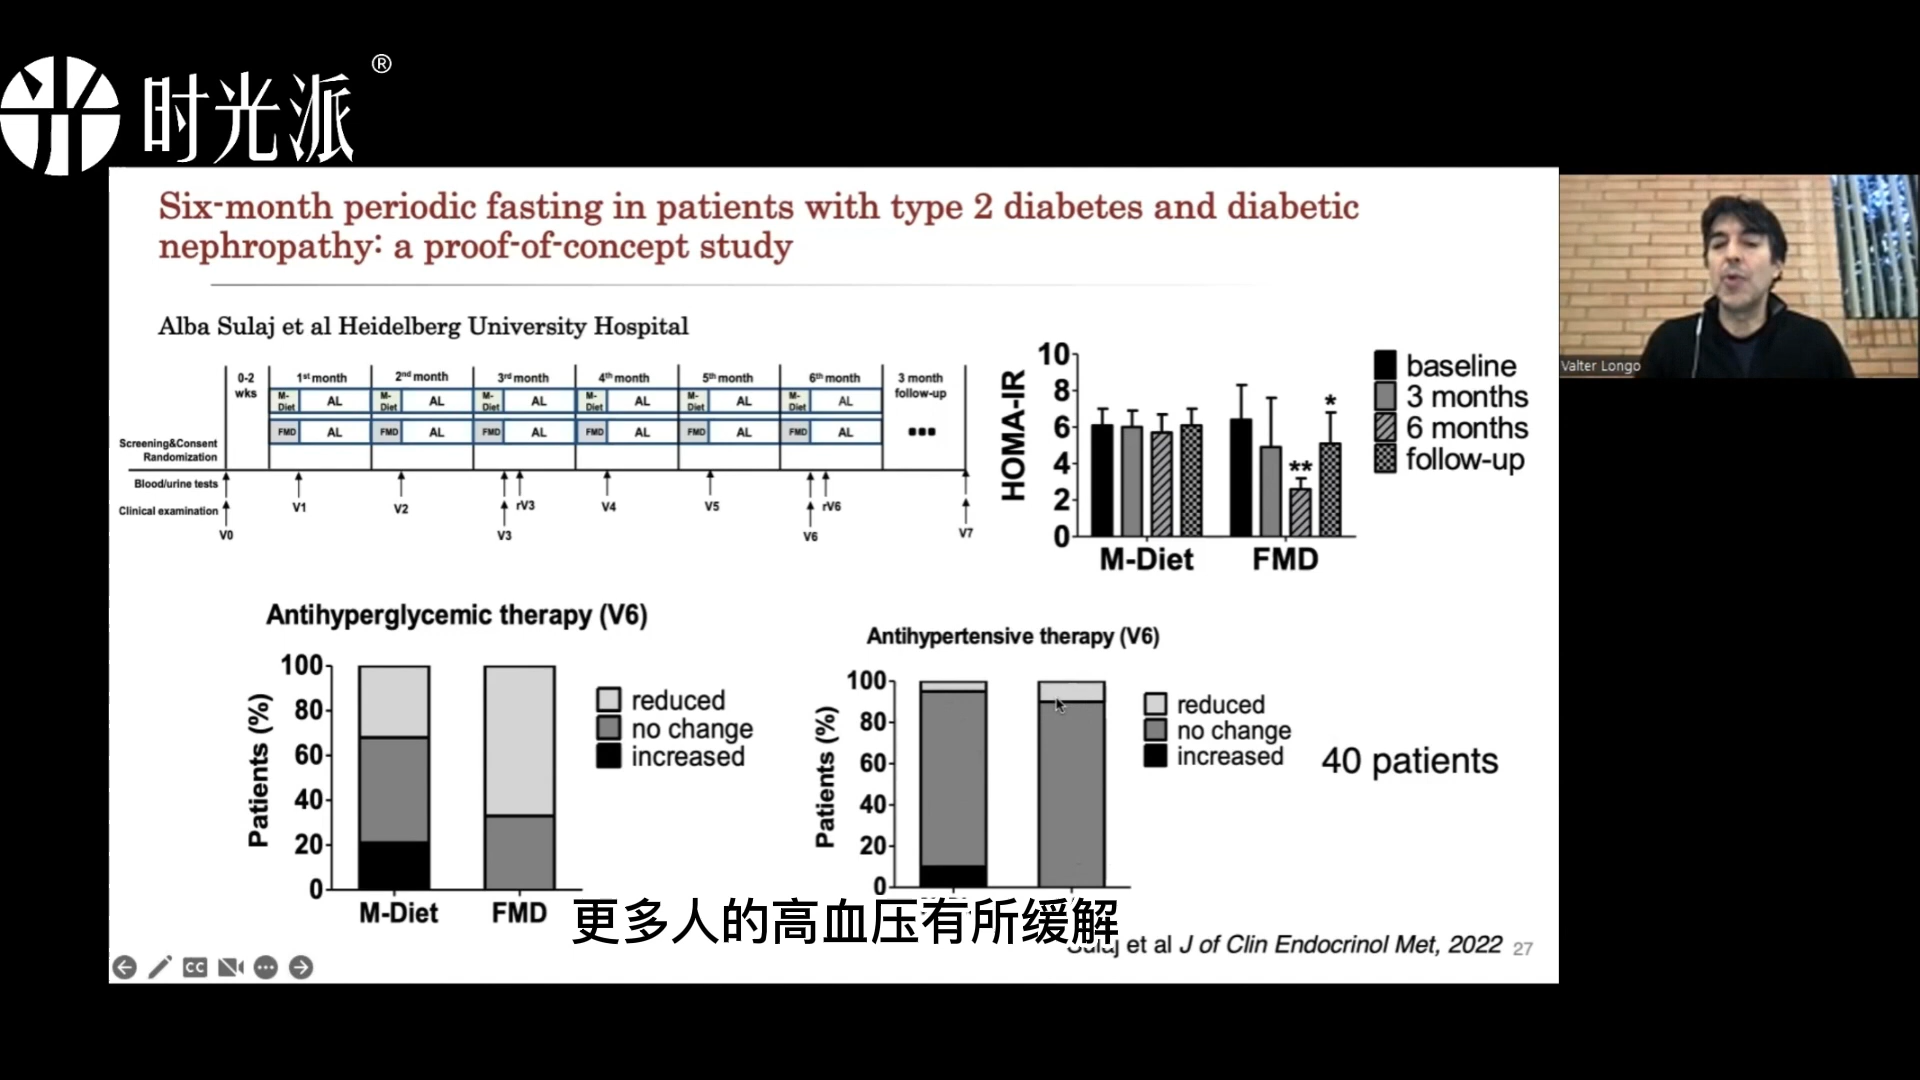 时光派®
Six-month periodic fasting in patients with type 2 diabetes and diabetic
nephropathy: a proof-of-concept study
Alba Sulaj et al Heidelberg University Hospital
0-2 wks
1st month
2nd month
3rd month
4th month
5th month
6th month
3 month follow-up
M-Diet AL M-Diet AL M-Diet AL M-Diet AL M-Diet AL M-Diet AL
FMD AL FMD AL FMD AL FMD AL FMD AL FMD AL
Screening&Consent
Randomization
Blood/urine tests
Clinical examination
V0
V1
V2
V3
rV3
V4
V5
V6
rV6
V7
HOMA-IR
10
8
6
4
2
0
*
**
M-Diet
FMD
baseline
3 months
6 months
follow-up
Valter Longo
Antihyperglycemic therapy (V6)
Patients (%)
100
80
60
40
20
0
M-Diet
FMD
reduced
no change
increased
Antihypertensive therapy (V6)
Patients (%)
100
80
60
40
20
0
reduced
no change
increased
40 patients
更多人的高血压有所缓解
Sulaj et al J of Clin Endocrinol Met, 2022
27
CC